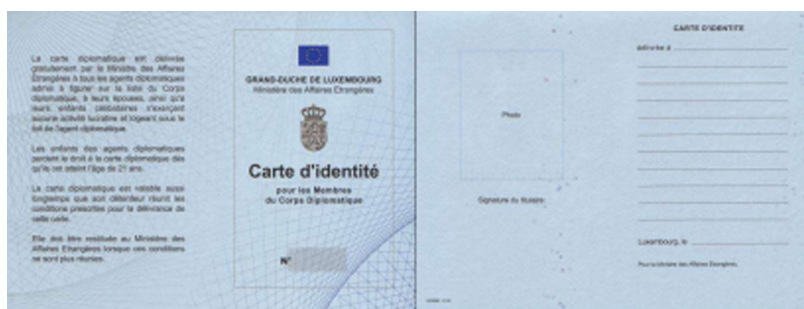 La carte diplomatique est délivrée
gratuitement par le Ministre des Affaires
Etrangères à tous les agents diplomatiques
admis à figurer sur la liste du Corps
diplomatique, à leurs épouses, ainsi qu'à
leurs enfants célibataires n'exerçant
aucune activité lucrative et logeant sous le
toit de l'agent diplomatique.
Les enfants des agents diplomatiques
perdent le droit à la carte diplomatique dès
qu'ils ont atteint l'âge de 21 ans.
La carte diplomatique est valable aussi
longtemps que son détenteur réunit les
conditions prescrites pour la délivrance de
cette carte.
Elle doit être restituée au Ministère des
Affaires Etrangères lorsque ces conditions
ne sont plus réunies.
GRAND-DUCHE DE LUXEMBOURG
Ministère des Affaires Etrangères
Carte d'identité
pour les Membres
du Corps Diplomatique
N°
Photo
Signature du titulaire
CARTE D'IDENTITE
délivrée à
Luxembourg, le
Pour le Ministre des Affaires Etrangères,